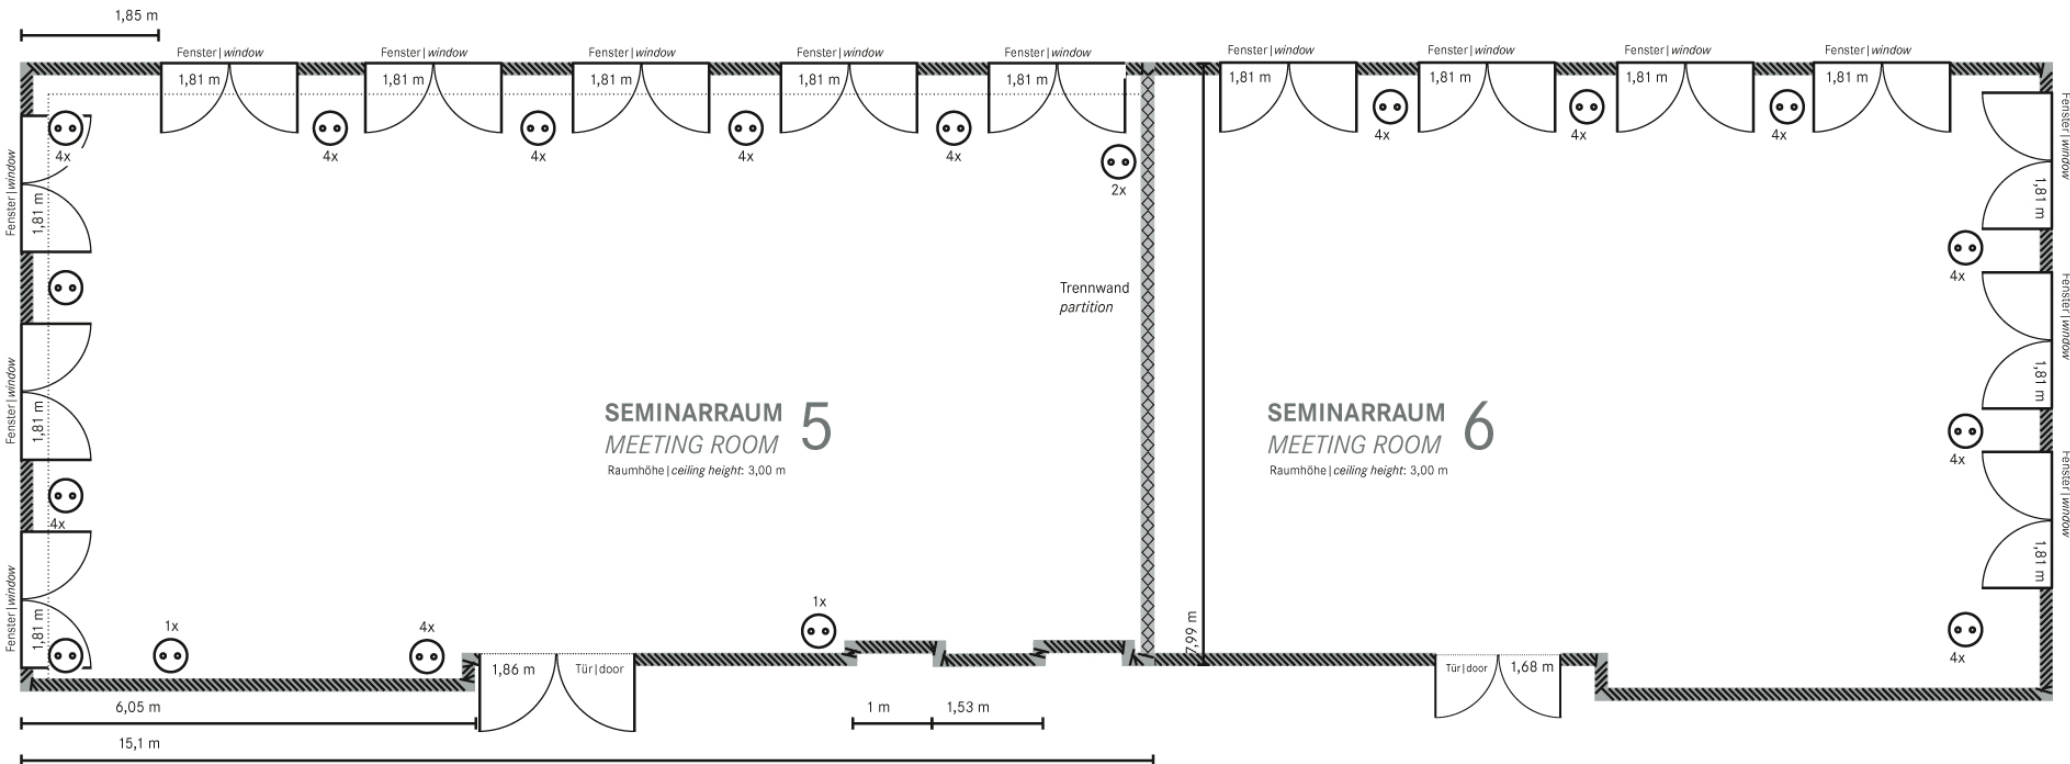 1,85 m
Fenster|window
Fenster|window
Fenster|window
Fenster|window
Fenster|window
Fenster|window
Fenster|window
Fenster|window
Fenster|window
1,81 m
1,81 m
1,81 m
1,81 m
1,81 m
1,81 m
1,81 m
1,81 m
1,81 m
4x
4x
4x
4x
4x
4x
4x
4x
2x
Fenster|window
1,81 m
Fenster|window
1,81 m
Fenster|window
1,81 m
4x
Trennwand
partition
SEMINARRAUM 5
MEETING ROOM
Raumhöhe|ceiling height: 3,00 m
SEMINARRAUM 6
MEETING ROOM
Raumhöhe|ceiling height: 3,00 m
Fenster|window
1,81 m
4x
Fenster|window
1,81 m
4x
Fenster|window
1,81 m
4x
1x
4x
1x
7,99 m
1,86 m
Tür|door
Tür|door
1,68 m
6,05 m
1 m
1,53 m
15,1 m